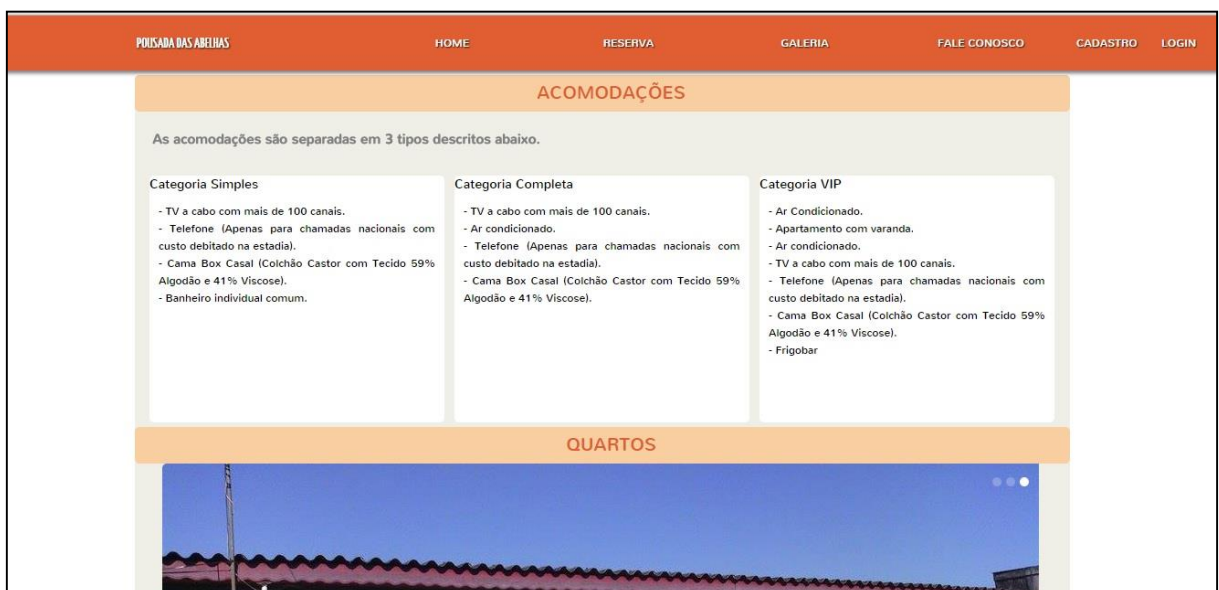 POUSADA DAS ABELHAS HOME RESERVA GALERIA FALE CONOSCO CADASTRO LOGIN
ACOMODAÇÕES
As acomodações são separadas em 3 tipos descritos abaixo.
Categoria Simples
- TV a cabo com mais de 100 canais.
- Telefone (Apenas para chamadas nacionais com
custo debitado na estadia).
- Cama Box Casal (Colchão Castor com Tecido 59%
Algodão e 41% Viscose).
- Banheiro individual comum.
Categoria Completa
- TV a cabo com mais de 100 canais.
- Ar condicionado.
- Telefone (Apenas para chamadas nacionais com
custo debitado na estadia).
- Cama Box Casal (Colchão Castor com Tecido 59%
Algodão e 41% Viscose).
Categoria VIP
- Ar Condicionado.
- Apartamento com varanda.
- Ar condicionado.
- TV a cabo com mais de 100 canais.
- Telefone (Apenas para chamadas nacionais com
custo debitado na estadia).
- Cama Box Casal (Colchão Castor com Tecido 59%
Algodão e 41% Viscose).
- Frigobar
QUARTOS